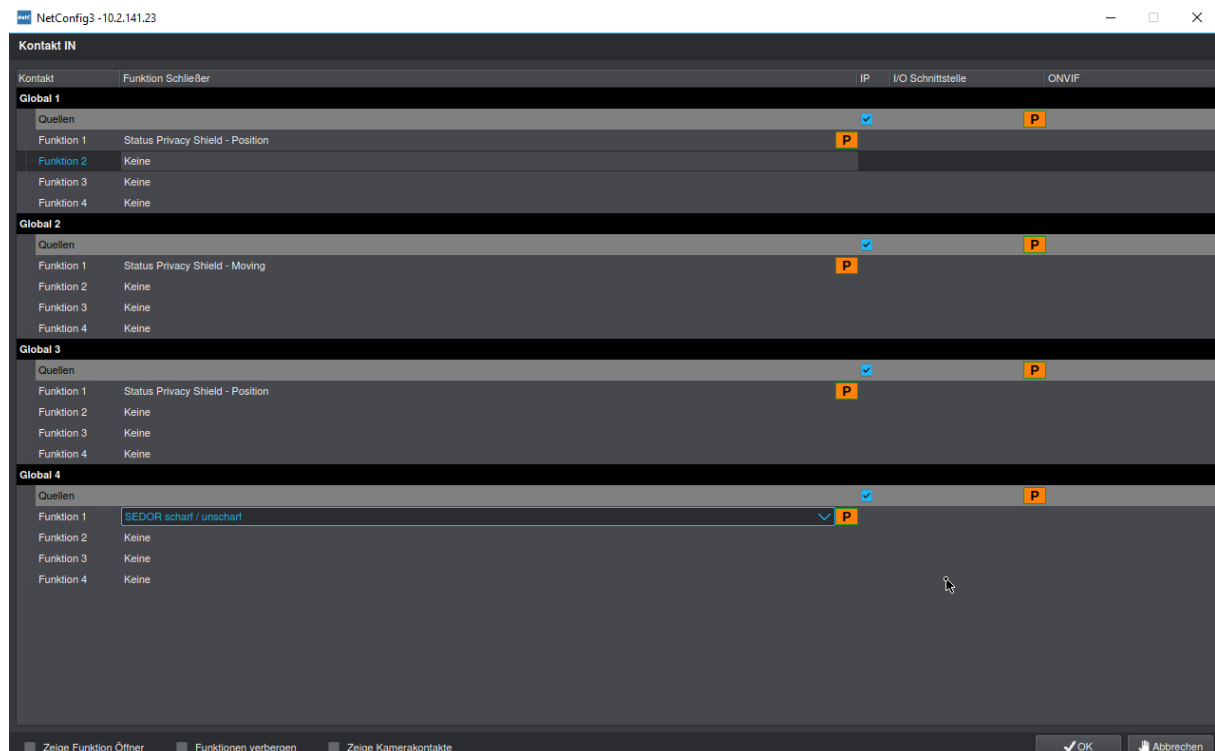 NetConfig3 -10.2.141.23
Kontakt IN
Kontakt Funktion Schließer IP I/O Schnittstelle ONVIF
Global 1
Quellen P
Funktion 1 Status Privacy Shield - Position P
Funktion 2 Keine
Funktion 3 Keine
Funktion 4 Keine
Global 2
Quellen P
Funktion 1 Status Privacy Shield - Moving P
Funktion 2 Keine
Funktion 3 Keine
Funktion 4 Keine
Global 3
Quellen P
Funktion 1 Status Privacy Shield - Position P
Funktion 2 Keine
Funktion 3 Keine
Funktion 4 Keine
Global 4
Quellen P
Funktion 1 SEDOR scharf / unscharf P
Funktion 2 Keine
Funktion 3 Keine
Funktion 4 Keine
Zeige Funktion Öffner Funktionen verbergen Zeige Kamerakontakte OK Abbrechen